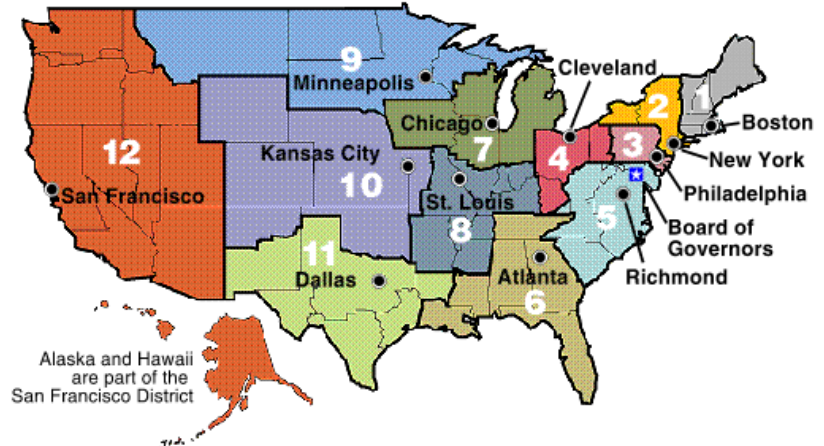 9
Minneapolis
Cleveland
2
1
Chicago
7
Boston
12
Kansas City
4
3
New York
10
San Francisco
St. Louis
Philadelphia
8
5
Board of
Governors
11
Dallas
Atlanta
Richmond
6
Alaska and Hawaii
are part of the
San Francisco District